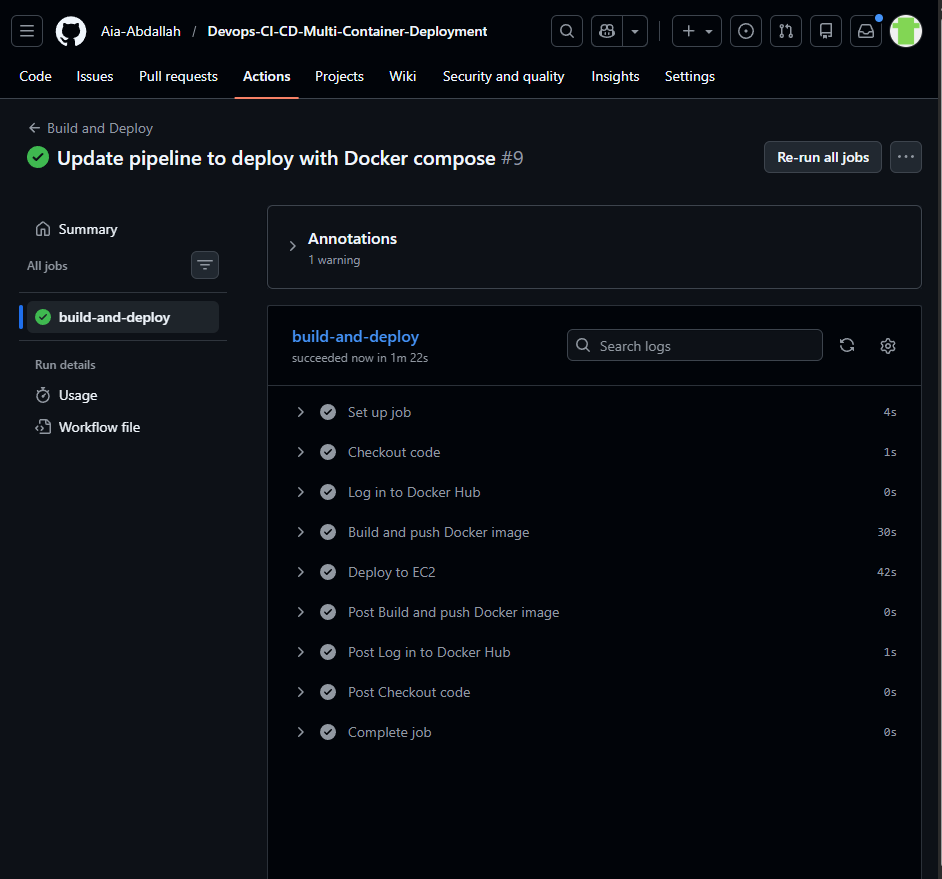 Aia-Abdallah / Devops-CI-CD-Multi-Container-Deployment
Code Issues Pull requests Actions Projects Wiki Security and quality Insights Settings
Build and Deploy
Update pipeline to deploy with Docker compose #9
Re-run all jobs
Summary
All jobs
build-and-deploy
Run details
Usage
Workflow file
Annotations
1 warning
build-and-deploy
succeeded now in 1m 22s
Search logs
Set up job 4s
Checkout code 1s
Log in to Docker Hub 0s
Build and push Docker image 30s
Deploy to EC2 42s
Post Build and push Docker image 0s
Post Log in to Docker Hub 1s
Post Checkout code 0s
Complete job 0s